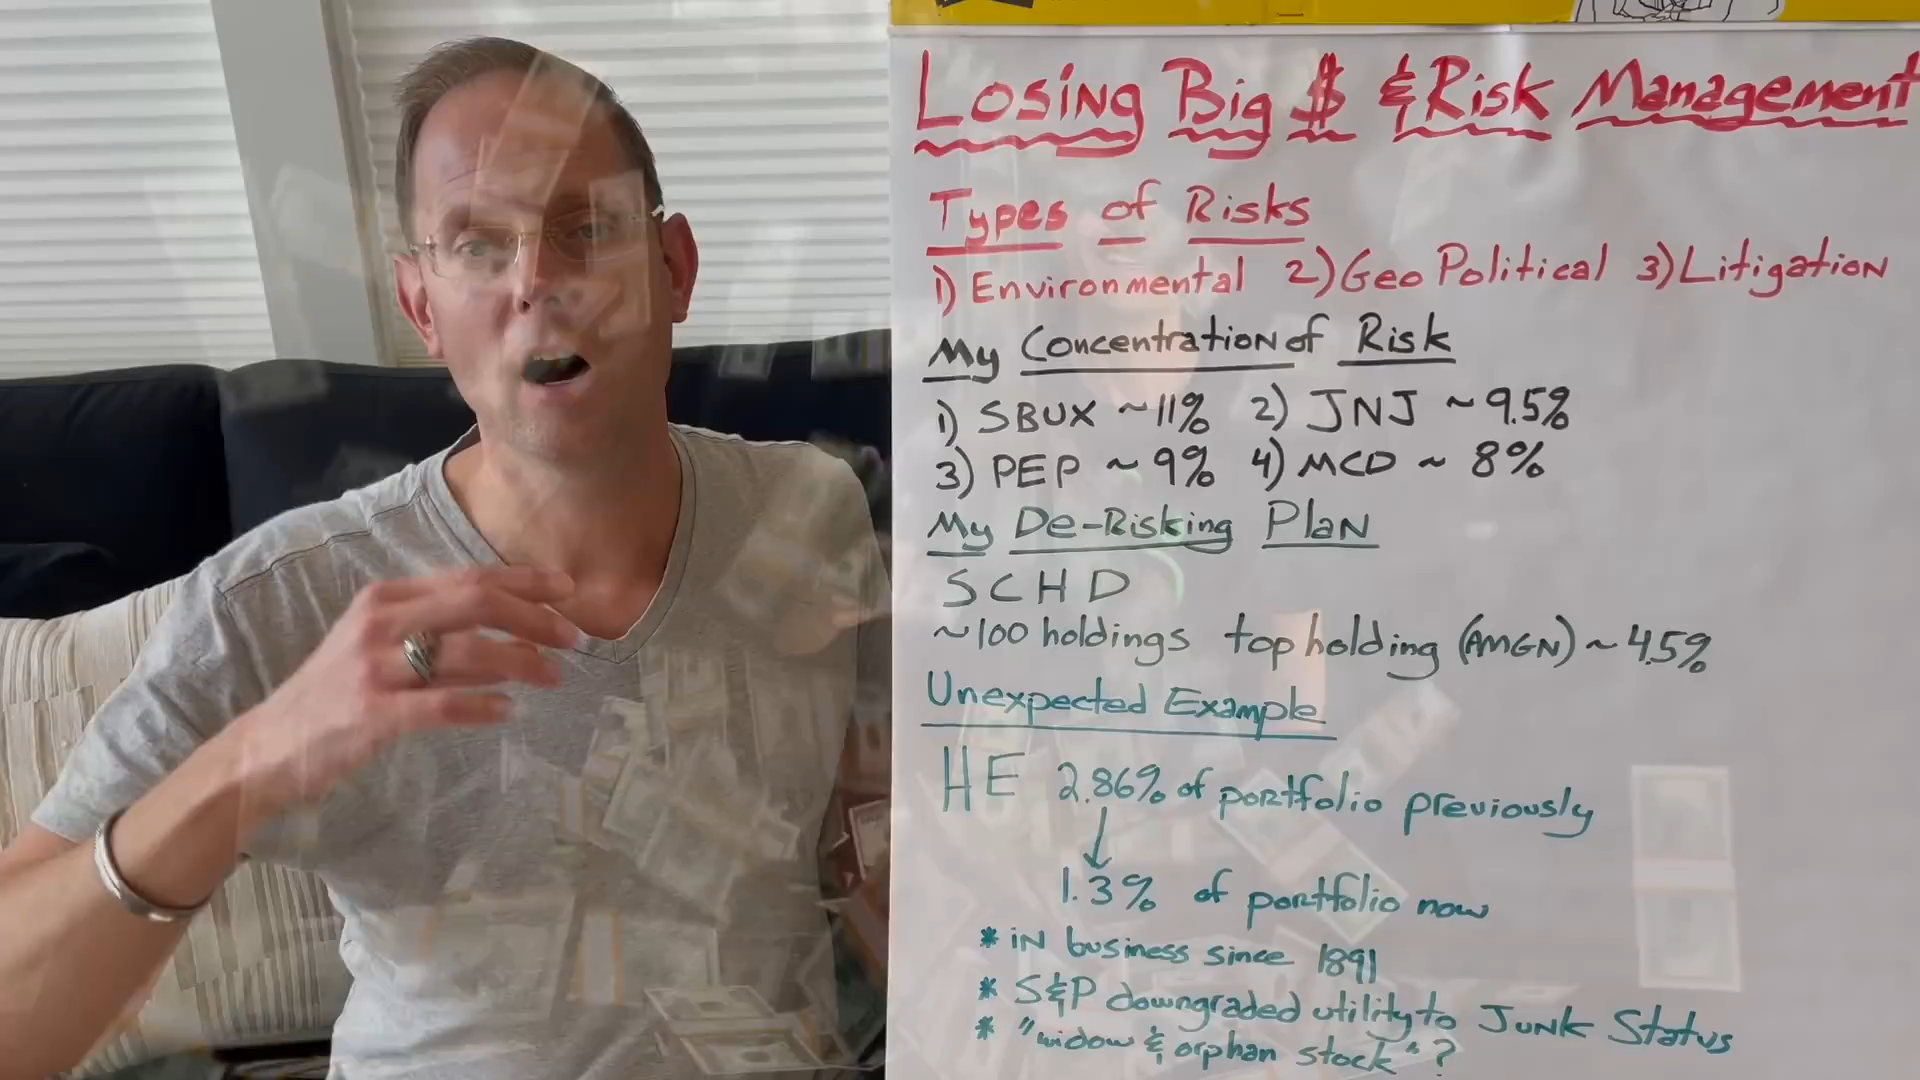 Losing Big $ & Risk Management
Types of Risks
1) Environmental 2) Geo Political 3) Litigation
My Concentration of Risk
1) SBUX ~11% 2) JNJ ~9.5%
3) PEP ~9% 4) MCD ~ 8%
My De-Risking Plan
SCHD
~100 holdings top holding (AMGN) ~ 4.5%
Unexpected Example
HE 2.86% of portfolio previously
↓
1.3% of portfolio now
* in business since 1891
* S&P downgraded utility to Junk Status
* "widow & orphan stock"?